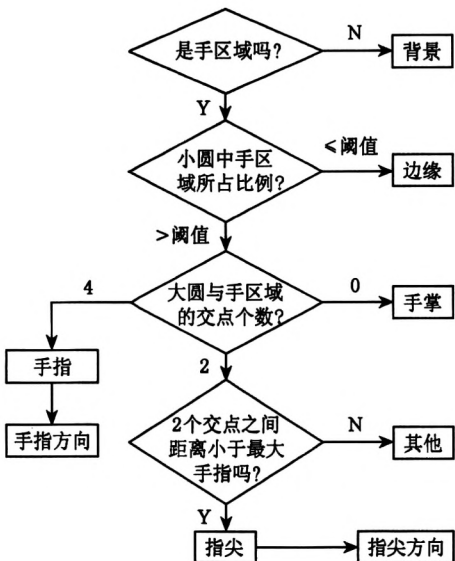 是手区域吗?
N
背景
Y
小圆中手区
域所占比例?
≤阈值
边缘
>阈值
4
大圆与手区域
的交点个数?
0
手掌
手指
2
手指方向
2个交点之间
距离小于最大
手指吗?
N
其他
Y
指尖
指尖方向